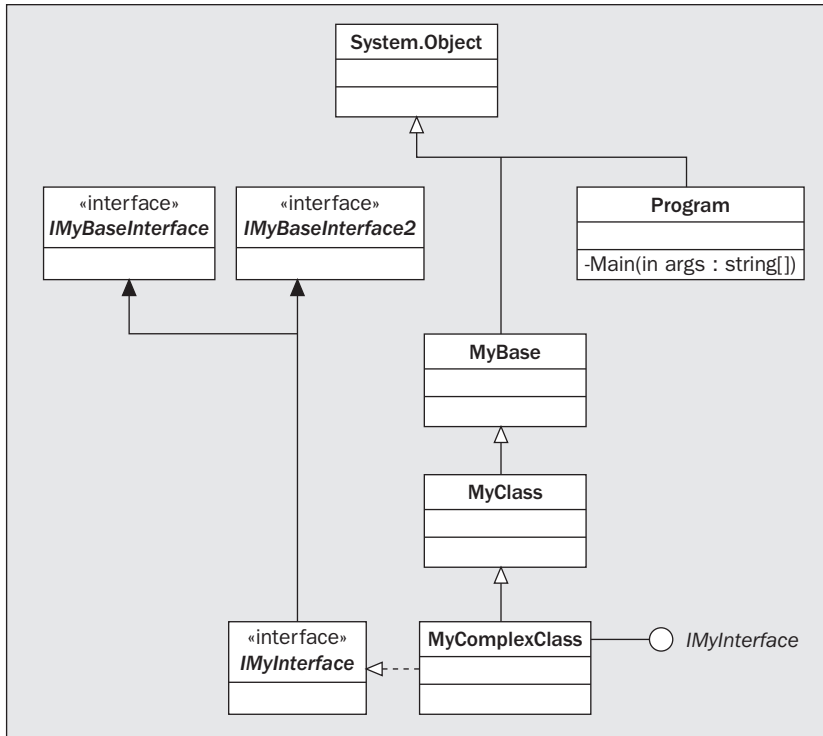 System.Object
«interface»
IMyBaseInterface
«interface»
IMyBaseInterface2
Program
-Main(in args : string[])
MyBase
MyClass
«interface»
IMyInterface
MyComplexClass
IMyInterface